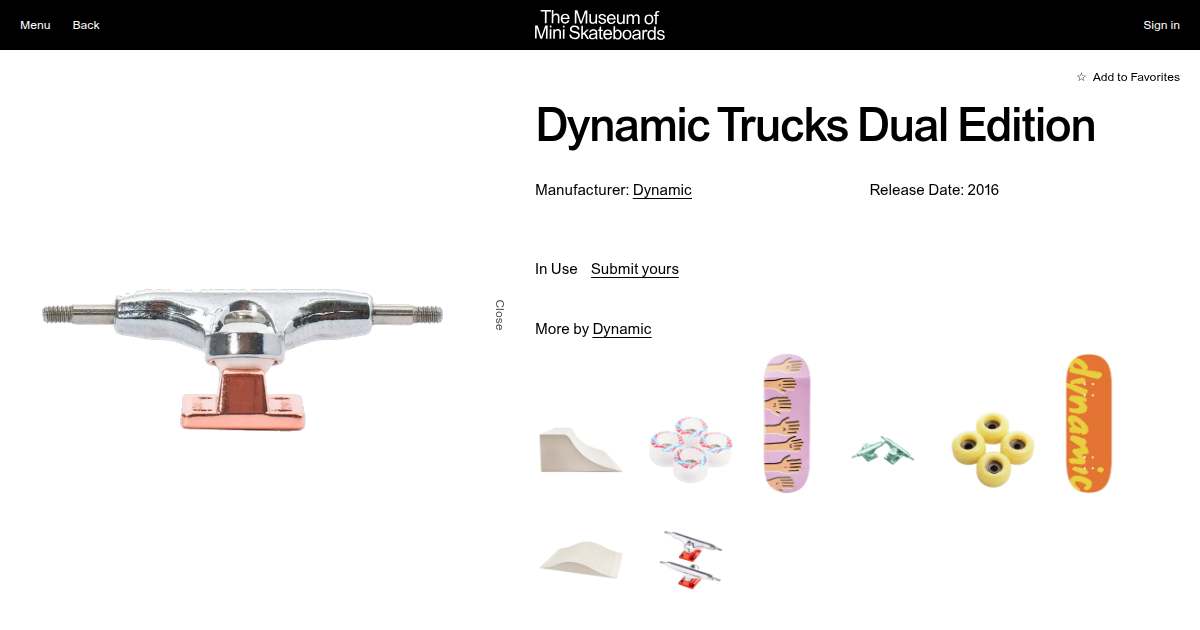 Menu
Back
The Museum of
Mini Skateboards
Sign in
☆ Add to Favorites
Dynamic Trucks Dual Edition
Manufacturer: Dynamic
Release Date: 2016
In Use
Submit yours
Close
More by Dynamic
dynamic